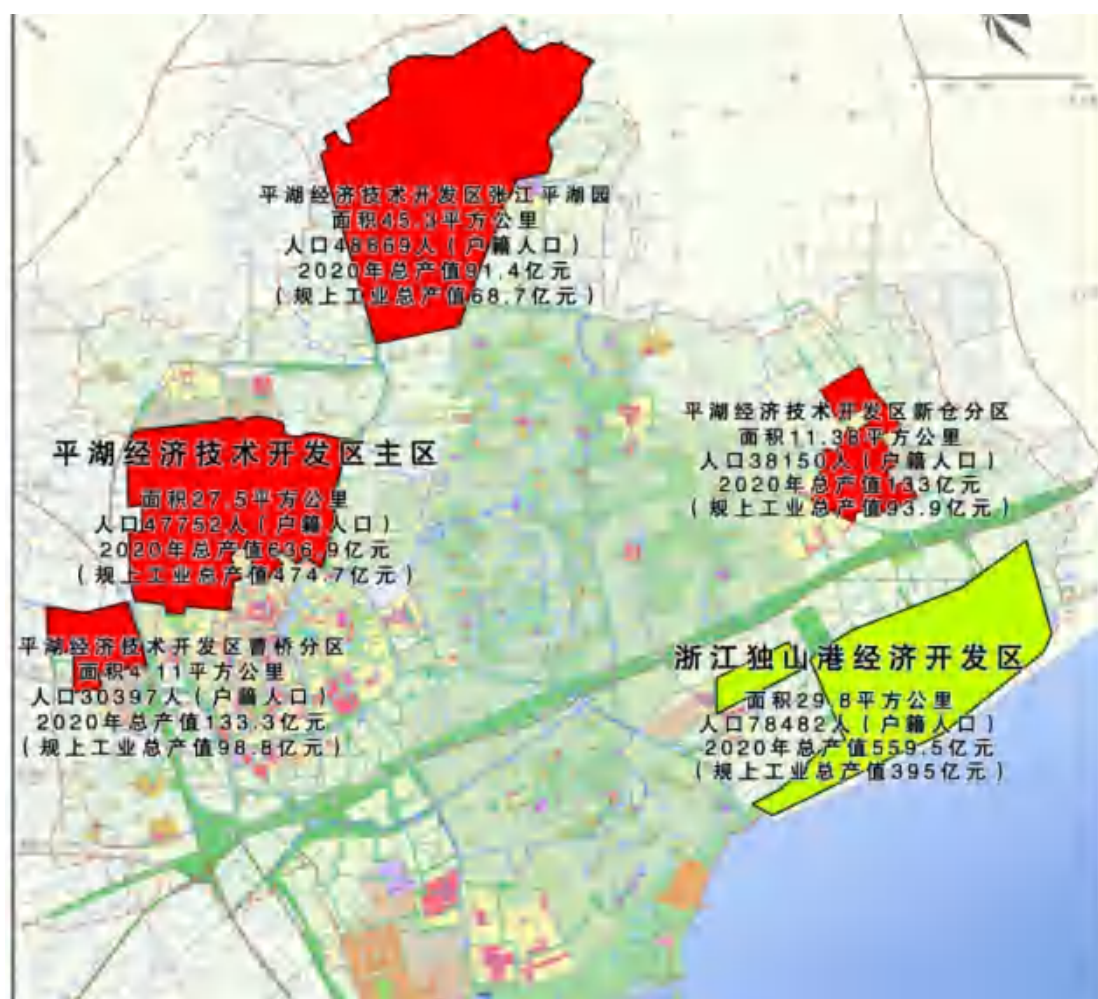 平湖经济技术开发区张江平湖园
面积45.3平方公里
人口48669人（户籍人口）
2020年总产值91.4亿元
（规上工业总产值68.7亿元）
平湖经济技术开发区新仓分区
面积11.38平方公里
人口38150人（户籍人口）
2020年总产值133亿元
（规上工业总产值93.9亿元）
平湖经济技术开发区主区
面积27.5平方公里
人口47752人（户籍人口）
2020年总产值636.9亿元
（规上工业总产值474.7亿元）
平湖经济技术开发区曹桥分区
面积4.11平方公里
人口30397人（户籍人口）
2020年总产值133.3亿元
（规上工业总产值98.8亿元）
浙江独山港经济开发区
面积29.8平方公里
人口78482人（户籍人口）
2020年总产值559.5亿元
（规上工业总产值395亿元）